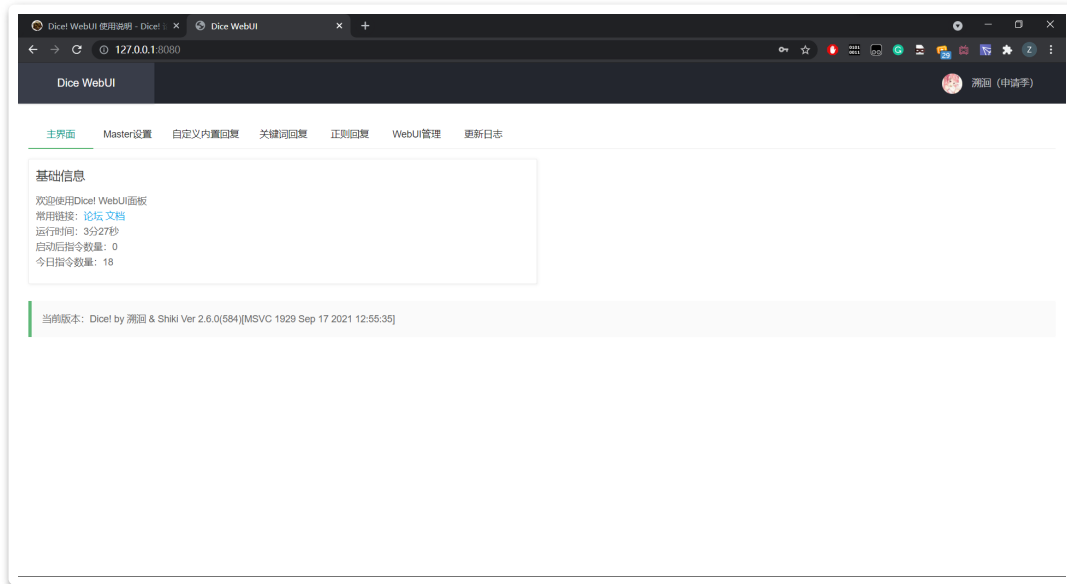 Dice! WebUI 使用说明 - Dice!
Dice WebUI
127.0.0.1:8080
29
Z
Dice WebUI
溯洄（申请季）
主界面 Master设置 自定义内置回复 关键词回复 正则回复 WebUI管理 更新日志
基础信息
欢迎使用Dice! WebUI面板
常用链接：论坛 文档
运行时间：3分27秒
启动后指令数量：0
今日指令数量：18
当前版本：Dice! by 溯洄 & Shiki Ver 2.6.0(584)[MSVC 1929 Sep 17 2021 12:55:35]